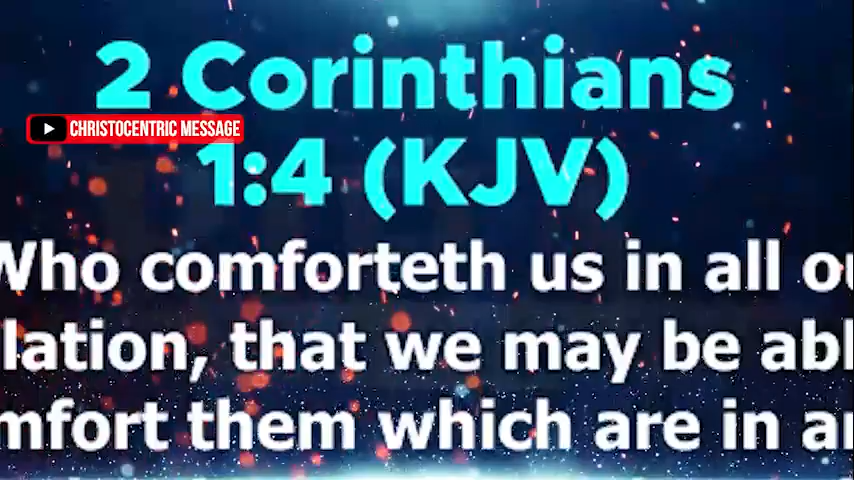 2 Corinthians
CHRISTOCENTRIC MESSAGE
1:4 (KJV)
Who comforteth us in all ou
lation, that we may be abl
mfort them which are in a